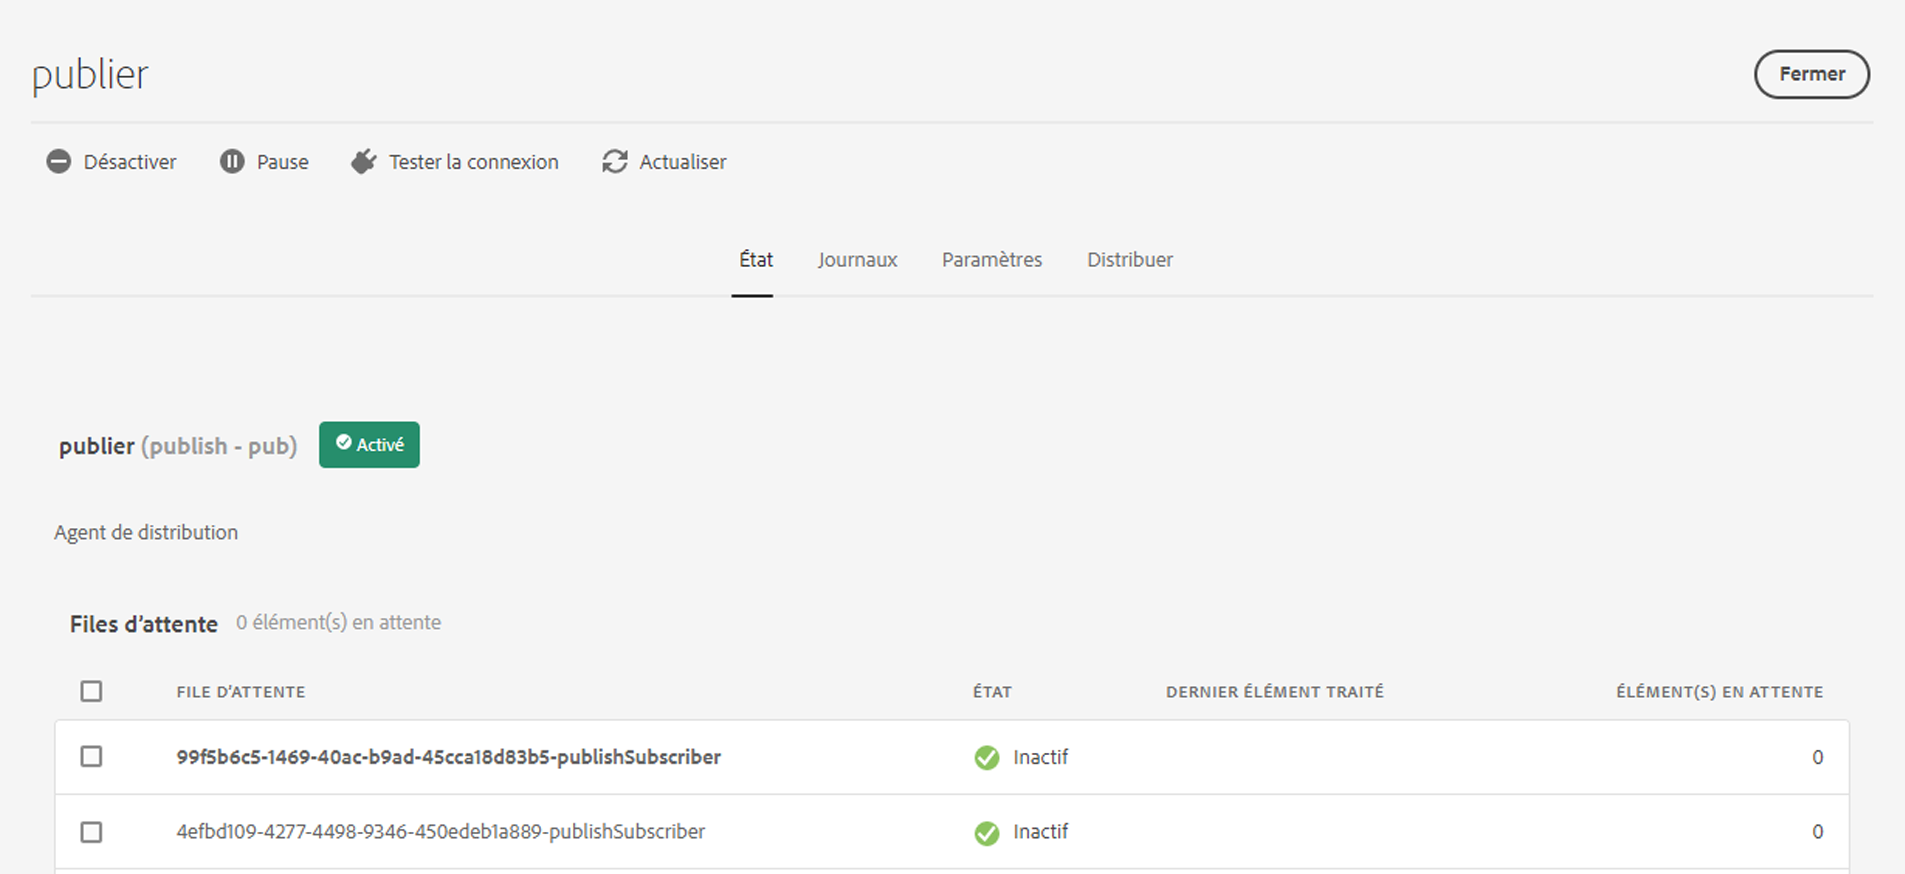 publier
Fermer
Désactiver Pause Tester la connexion Actualiser
État Journaux Paramètres Distribuer
publier (publish - pub) Activé
Agent de distribution
Files d’attente 0 élément(s) en attente
FILE D’ATTENTE ÉTAT DERNIER ÉLÉMENT TRAITÉ ÉLÉMENT(S) EN ATTENTE
99f5b6c5-1469-40ac-b9ad-45cca18d83b5-publishSubscriber Inactif 0
4efbd109-4277-4498-9346-450edeb1a889-publishSubscriber Inactif 0